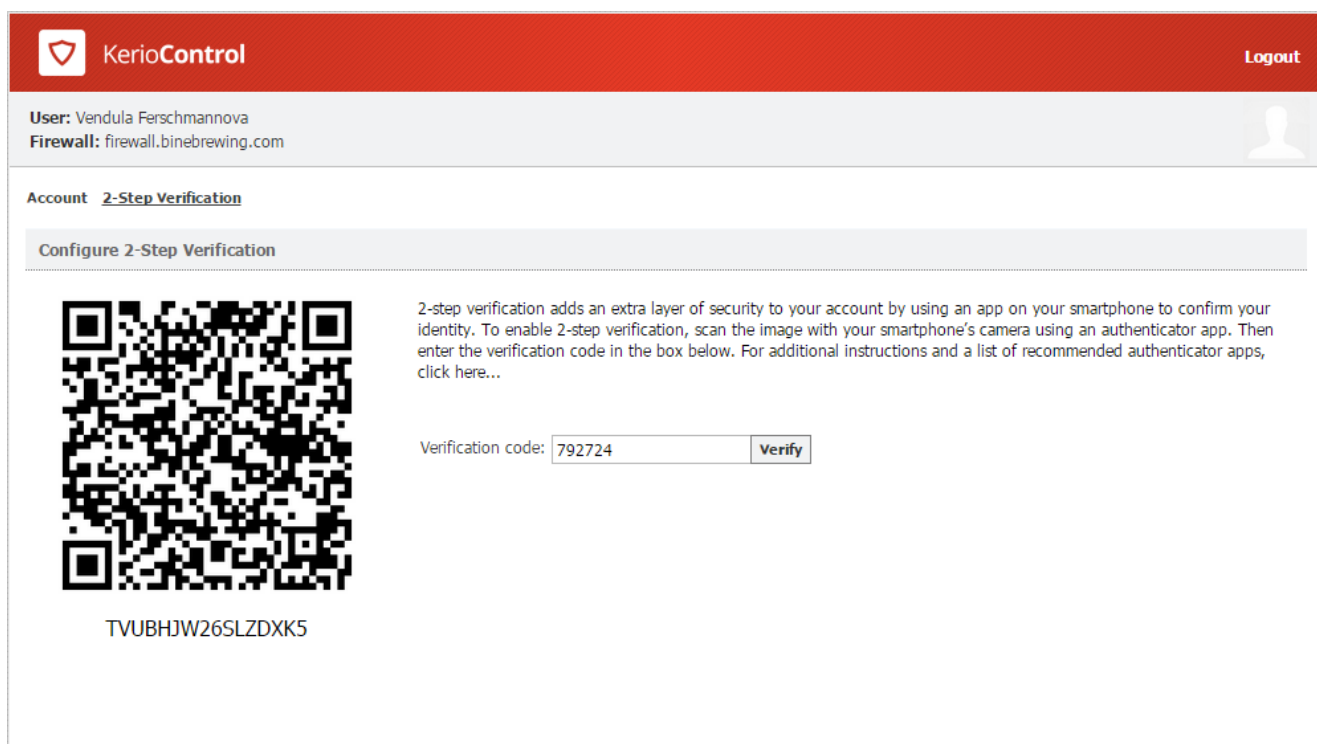 KerioControl
Logout
User: Vendula Ferschmannova
Firewall: firewall.binebrewing.com
Account 2-Step Verification
Configure 2-Step Verification
2-step verification adds an extra layer of security to your account by using an app on your smartphone to confirm your
identity. To enable 2-step verification, scan the image with your smartphone's camera using an authenticator app. Then
enter the verification code in the box below. For additional instructions and a list of recommended authenticator apps,
click here...
Verification code: 792724 Verify
TVUBHJW26SLZDXK5